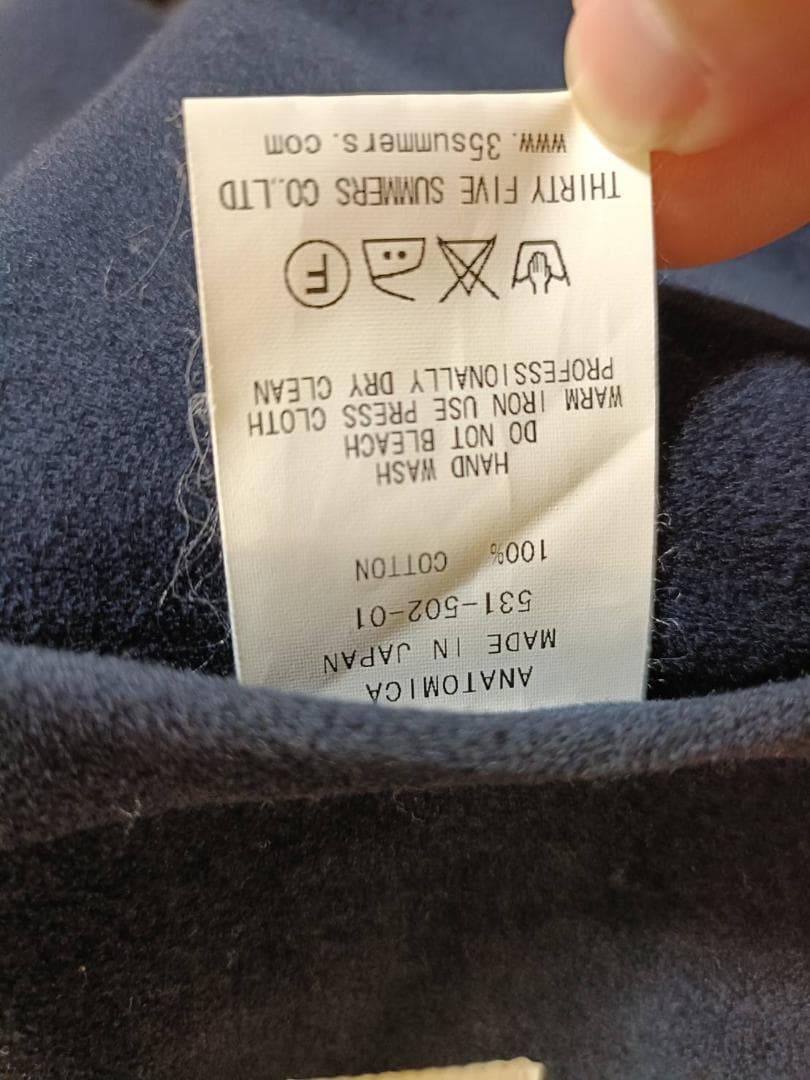 ANATOMICA
MADE IN JAPAN
531-502-01
100% COTTON
HAND WASH
DO NOT BLEACH
WARM IRON USE PRESS CLOTH
PROFESSIONALLY DRY CLEAN
F
THIRTY FIVE SUMMERS CO.,LTD
www.35summers.com